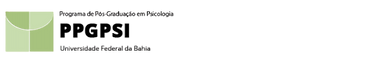 Programa de Pós-Graduação em Psicologia
PPGPSI
Universidade Federal da Bahia